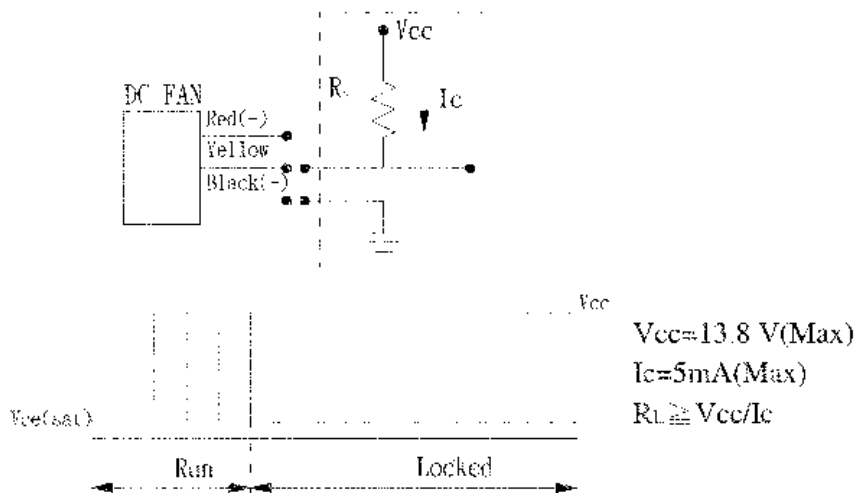 Vcc
DC FAN
R
Ic
Red(-)
Yellow
Black(-)
Vcc
Vcc=13.8 V(Max)
Ic=5mA(Max)
RL≧Vcc/Ic
Vce(sat)
Run
Locked